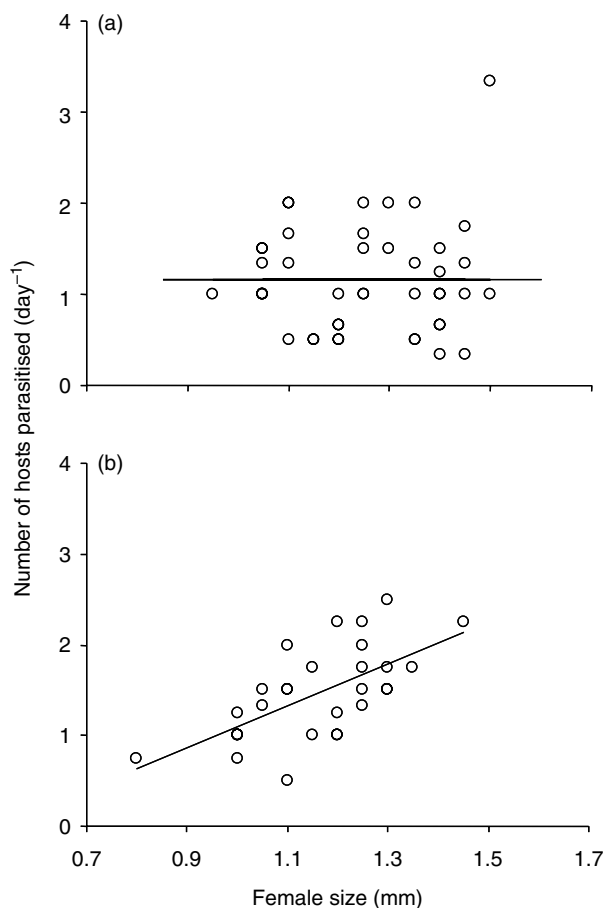 (a)
4
3
2
1
0
Number of hosts parasitised (day⁻¹)
(b)
4
3
2
1
0
0.7 0.9 1.1 1.3 1.5 1.7
Female size (mm)